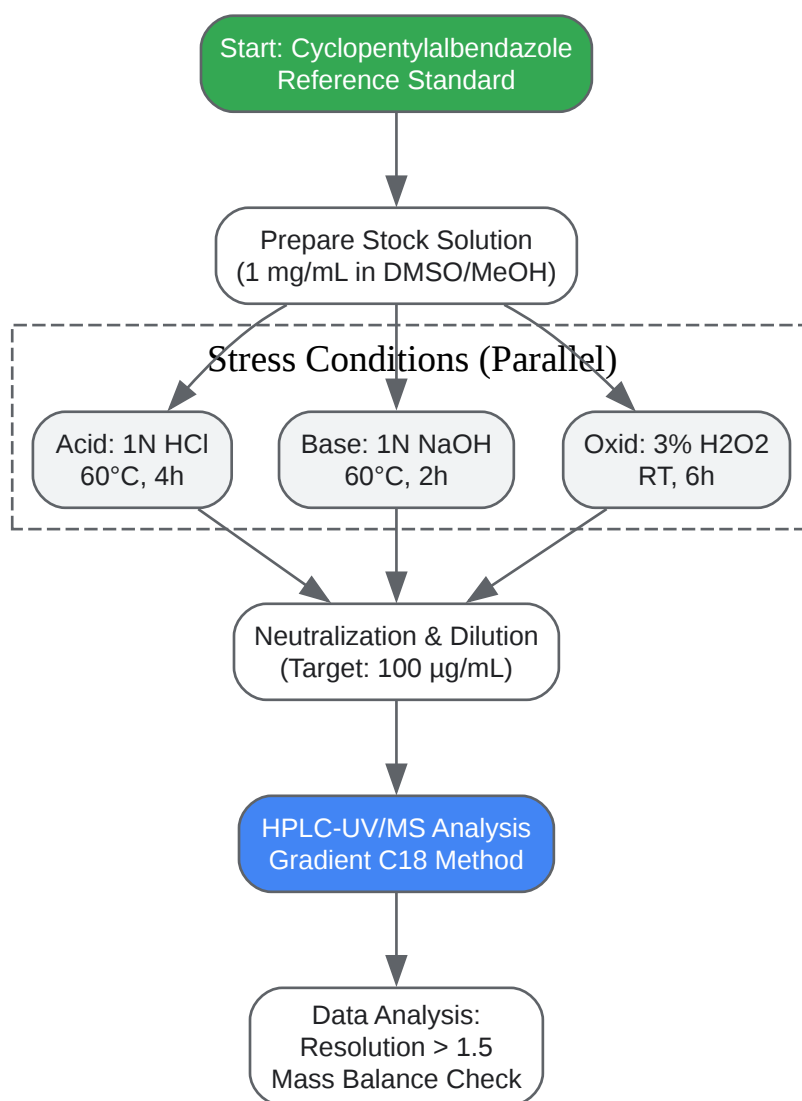 Start: Cyclopentylalbendazole
Reference Standard
Prepare Stock Solution
(1 mg/mL in DMSO/MeOH)
Stress Conditions (Parallel)
Acid: 1N HCl
60°C, 4h
Base: 1N NaOH
60°C, 2h
Oxid: 3% H2O2
RT, 6h
Neutralization & Dilution
(Target: 100 µg/mL)
HPLC-UV/MS Analysis
Gradient C18 Method
Data Analysis:
Resolution > 1.5
Mass Balance Check